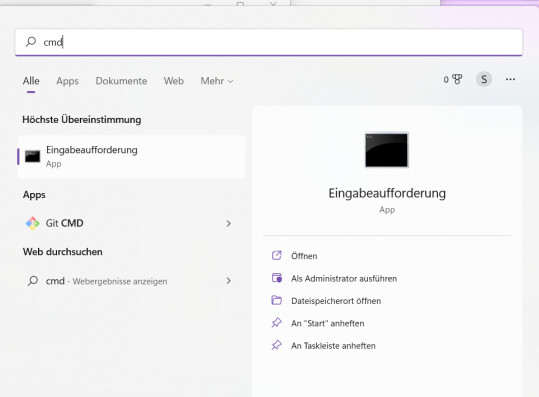 cmd
Alle Apps Dokumente Web Mehr 0 S ...
Höchste Übereinstimmung
Eingabeaufforderung
App
Apps
Git CMD
Web durchsuchen
cmd - Webergebnisse anzeigen
Eingabeaufforderung
App
Öffnen
Als Administrator ausführen
Dateispeicherort öffnen
An "Start" anheften
An Taskleiste anheften